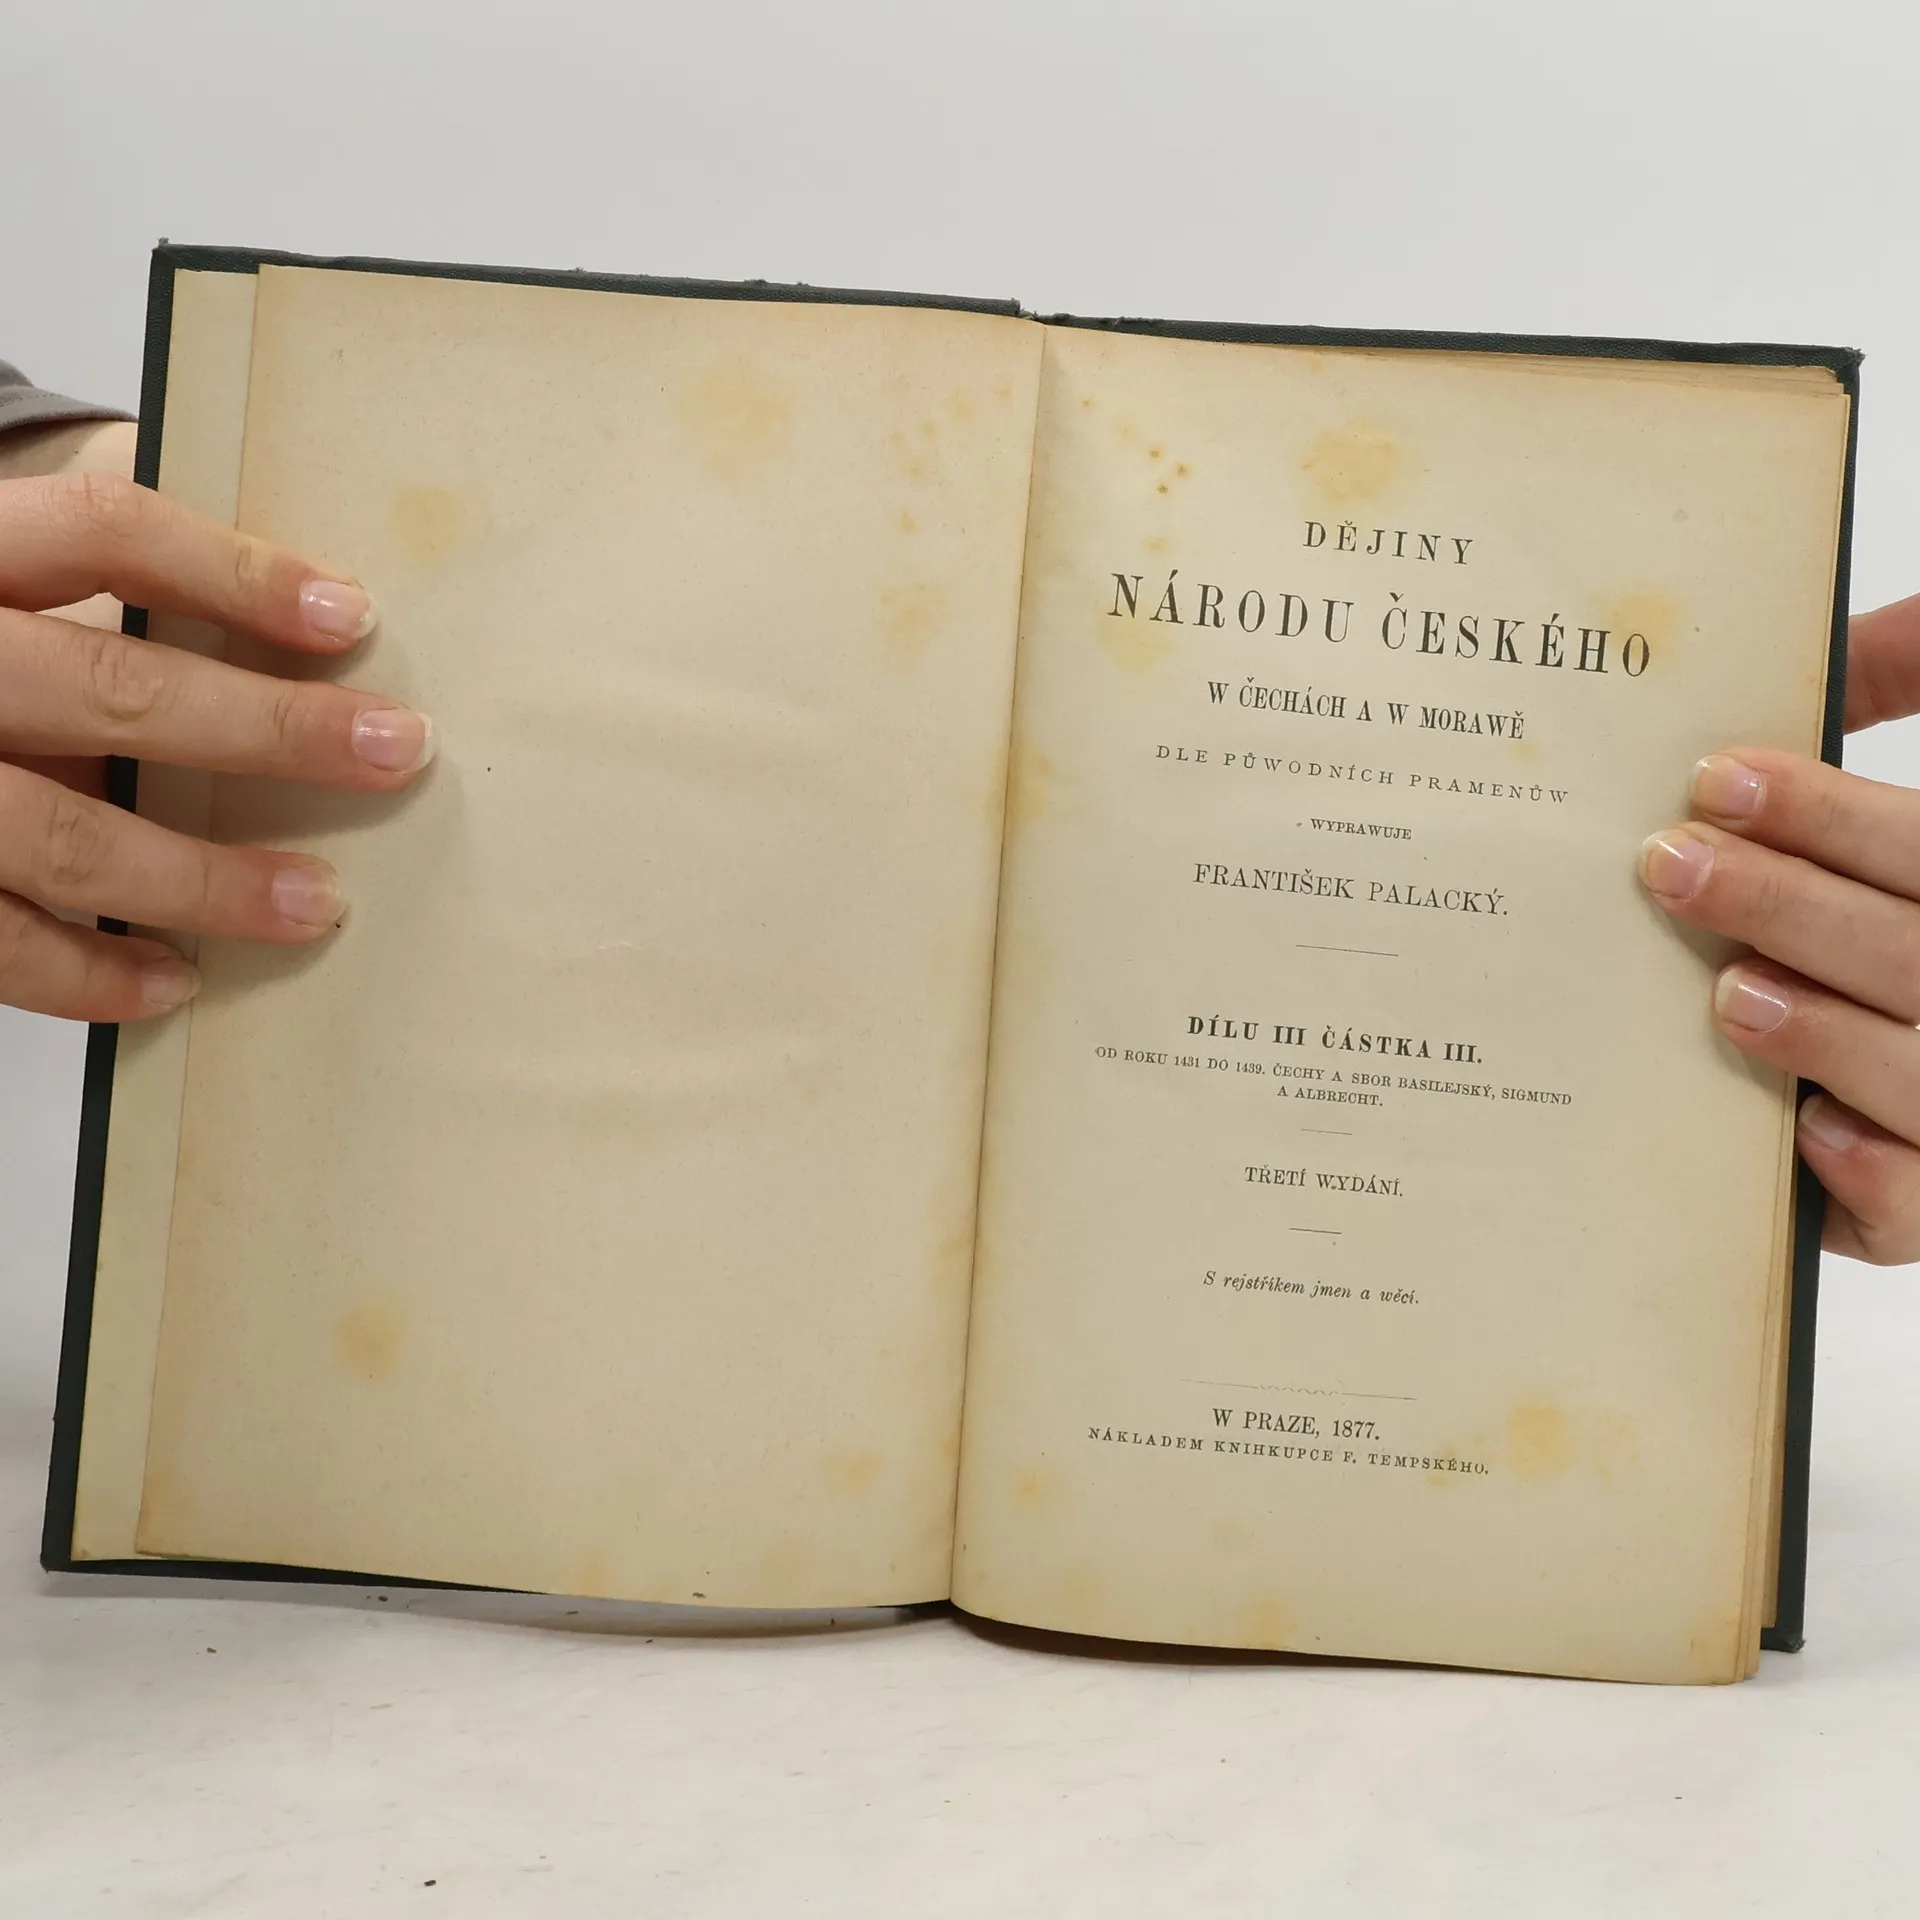 DĚJINY
NÁRODU ČESKÉHO
W ČECHÁCH A W MORAWĚ
DLE PŮWODNÍCH PRAMENŮW
WYPRAWUJE
FRANTIŠEK PALACKÝ.
DÍLU III ČÁSTKA III.
OD ROKU 1431 DO 1439. ČECHY A SBOR BASILEJSKÝ, SIGMUND
A ALBRECHT.
TŘETÍ WYDÁNÍ.
S rejstříkem jmen a wěcí.
W PRAZE, 1877.
NÁKLADEM KNIHKUPCE F. TEMPSKÉHO.